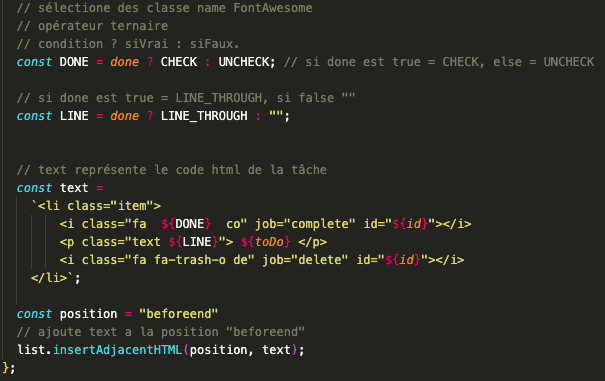 // sélectione des classe name FontAwesome
// opérateur ternaire
// condition ? siVrai : siFaux.
const DONE = done ? CHECK : UNCHECK; // si done est true = CHECK, else = UNCHECK
// si done est true = LINE_THROUGH, si false ""
const LINE = done ? LINE_THROUGH : "";
// text représente le code html de la tâche
const text =
`<li class="item">
<i class="fa  ${DONE}  co" job="complete" id="${id}"></i>
<p class="text ${LINE}"> ${toDo} </p>
<i class="fa fa-trash-o de" job="delete" id="${id}"></i>
</li>`;
const position = "beforeend"
// ajoute text a la position "beforeend"
list.insertAdjacentHTML(position, text);
};